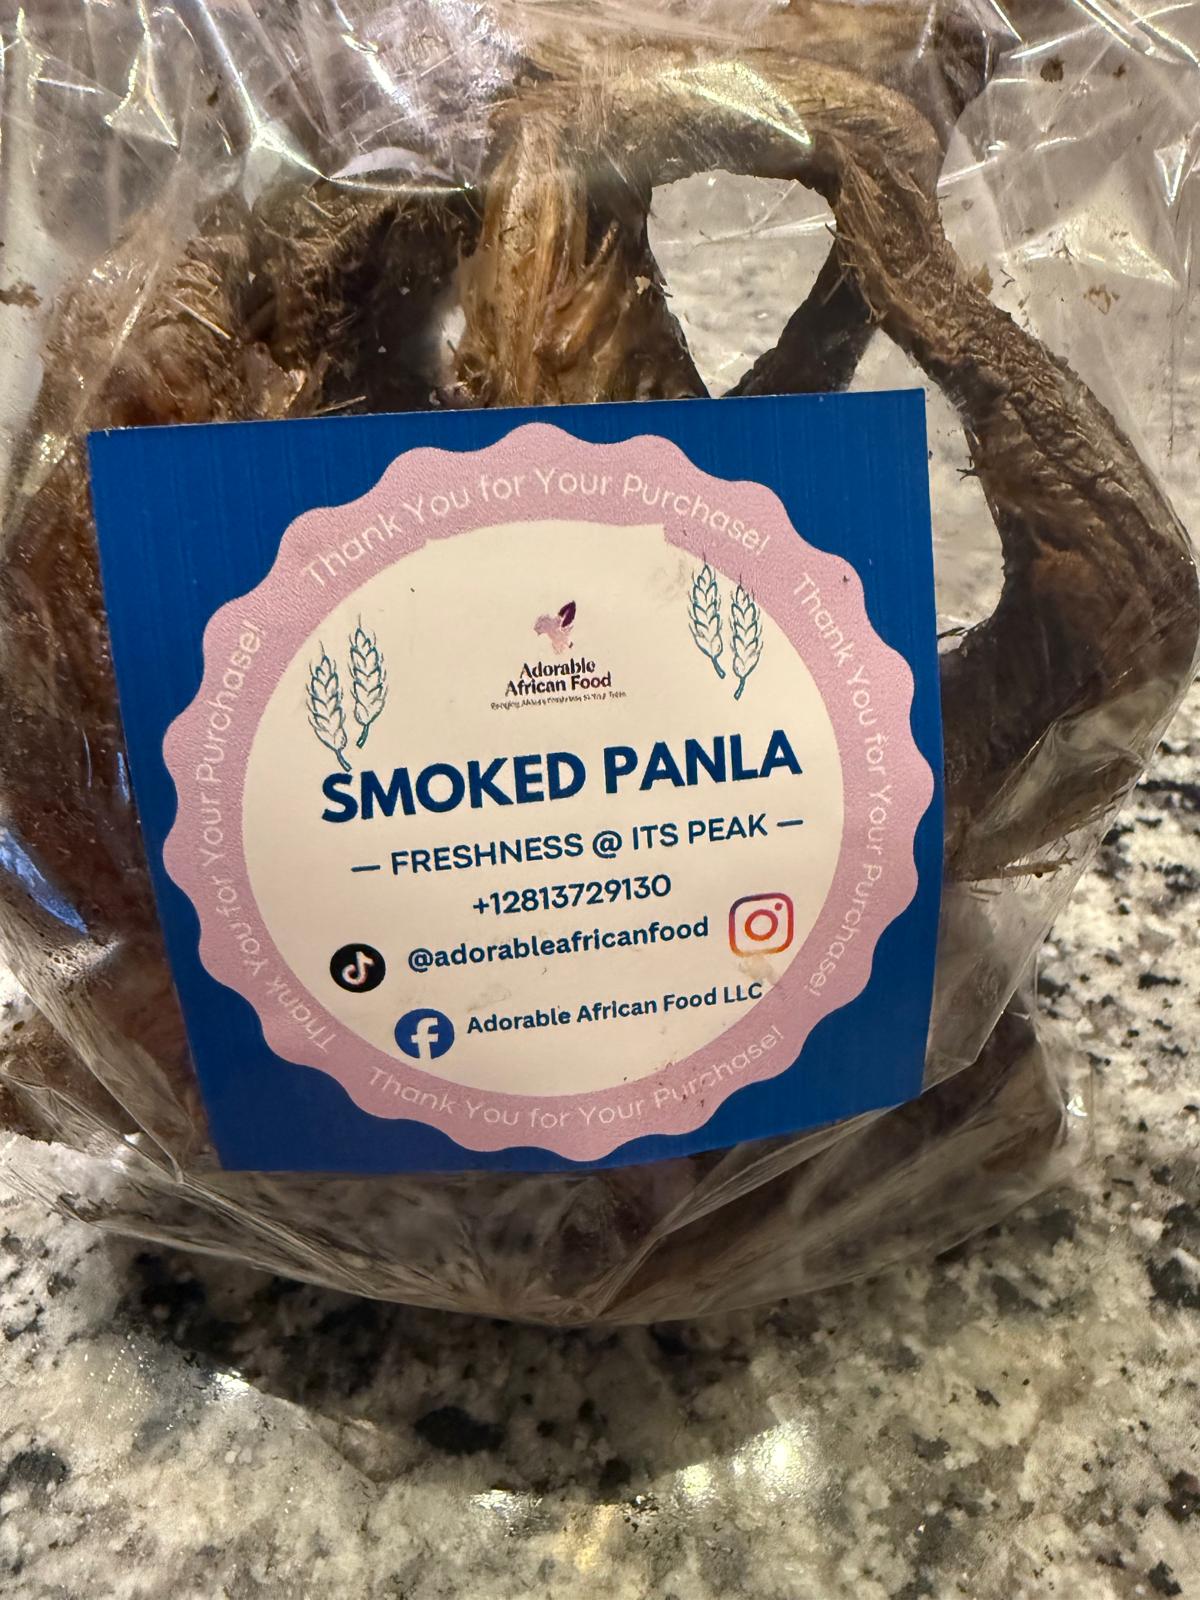 Thank You for Your Purchase!
Thank You for Your Purchase!
Thank You for Your Purchase!
Thank You for Your Purchase!
Adorable
African Food
SMOKED PANLA
— FRESHNESS @ ITS PEAK —
+12813729130
@adorableafricanfood
Adorable African Food LLC